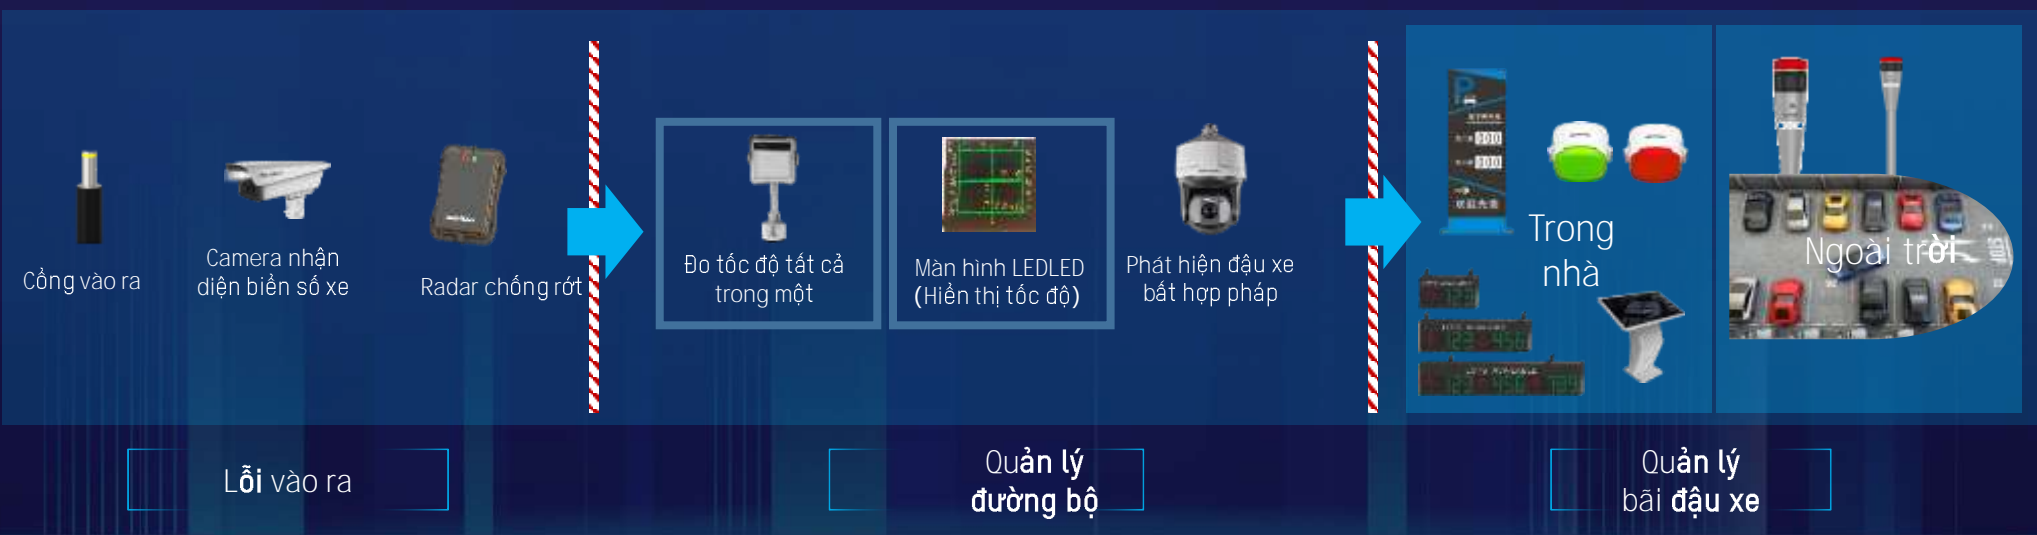 Cổng vào ra
Camera nhận
diện biển số xe
Radar chống rớt
Đo tốc độ tất cả
trong một
Màn hình LEDLED
(Hiển thị tốc độ)
Phát hiện đậu xe
bất hợp pháp
P
Trong
nhà
Ngoài trời
Lỗi vào ra
Quản lý
đường bộ
Quản lý
bãi đậu xe